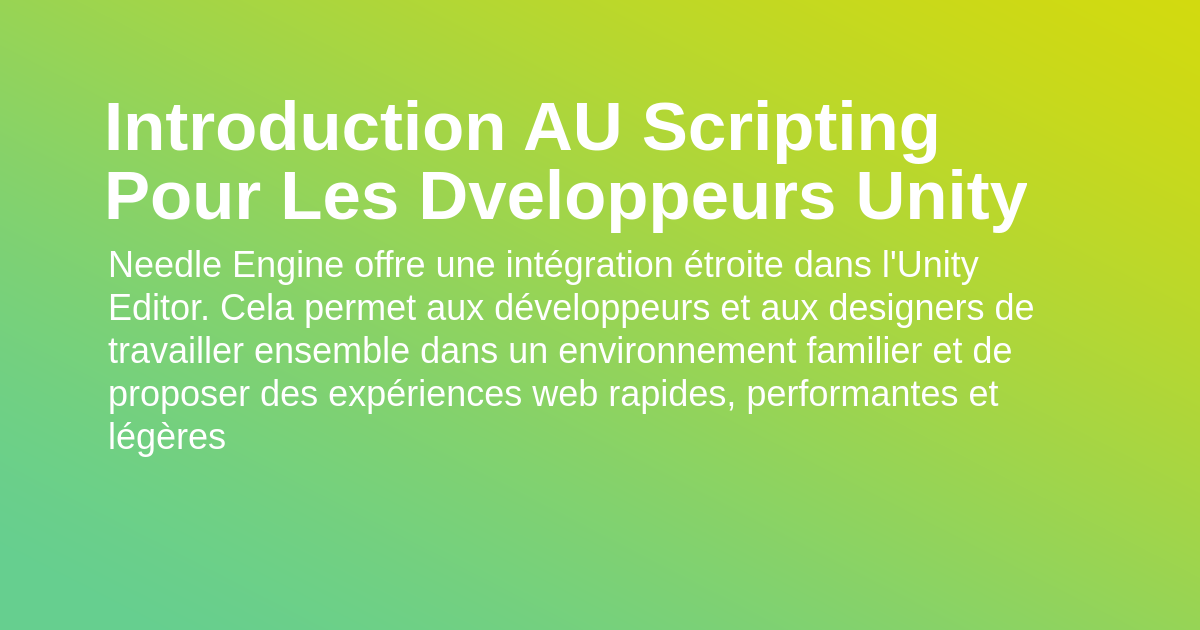 Introduction AU Scripting
Pour Les Dveloppeurs Unity
Needle Engine offre une intégration étroite dans l'Unity
Editor. Cela permet aux développeurs et aux designers de
travailler ensemble dans un environnement familier et de
proposer des expériences web rapides, performantes et
légères